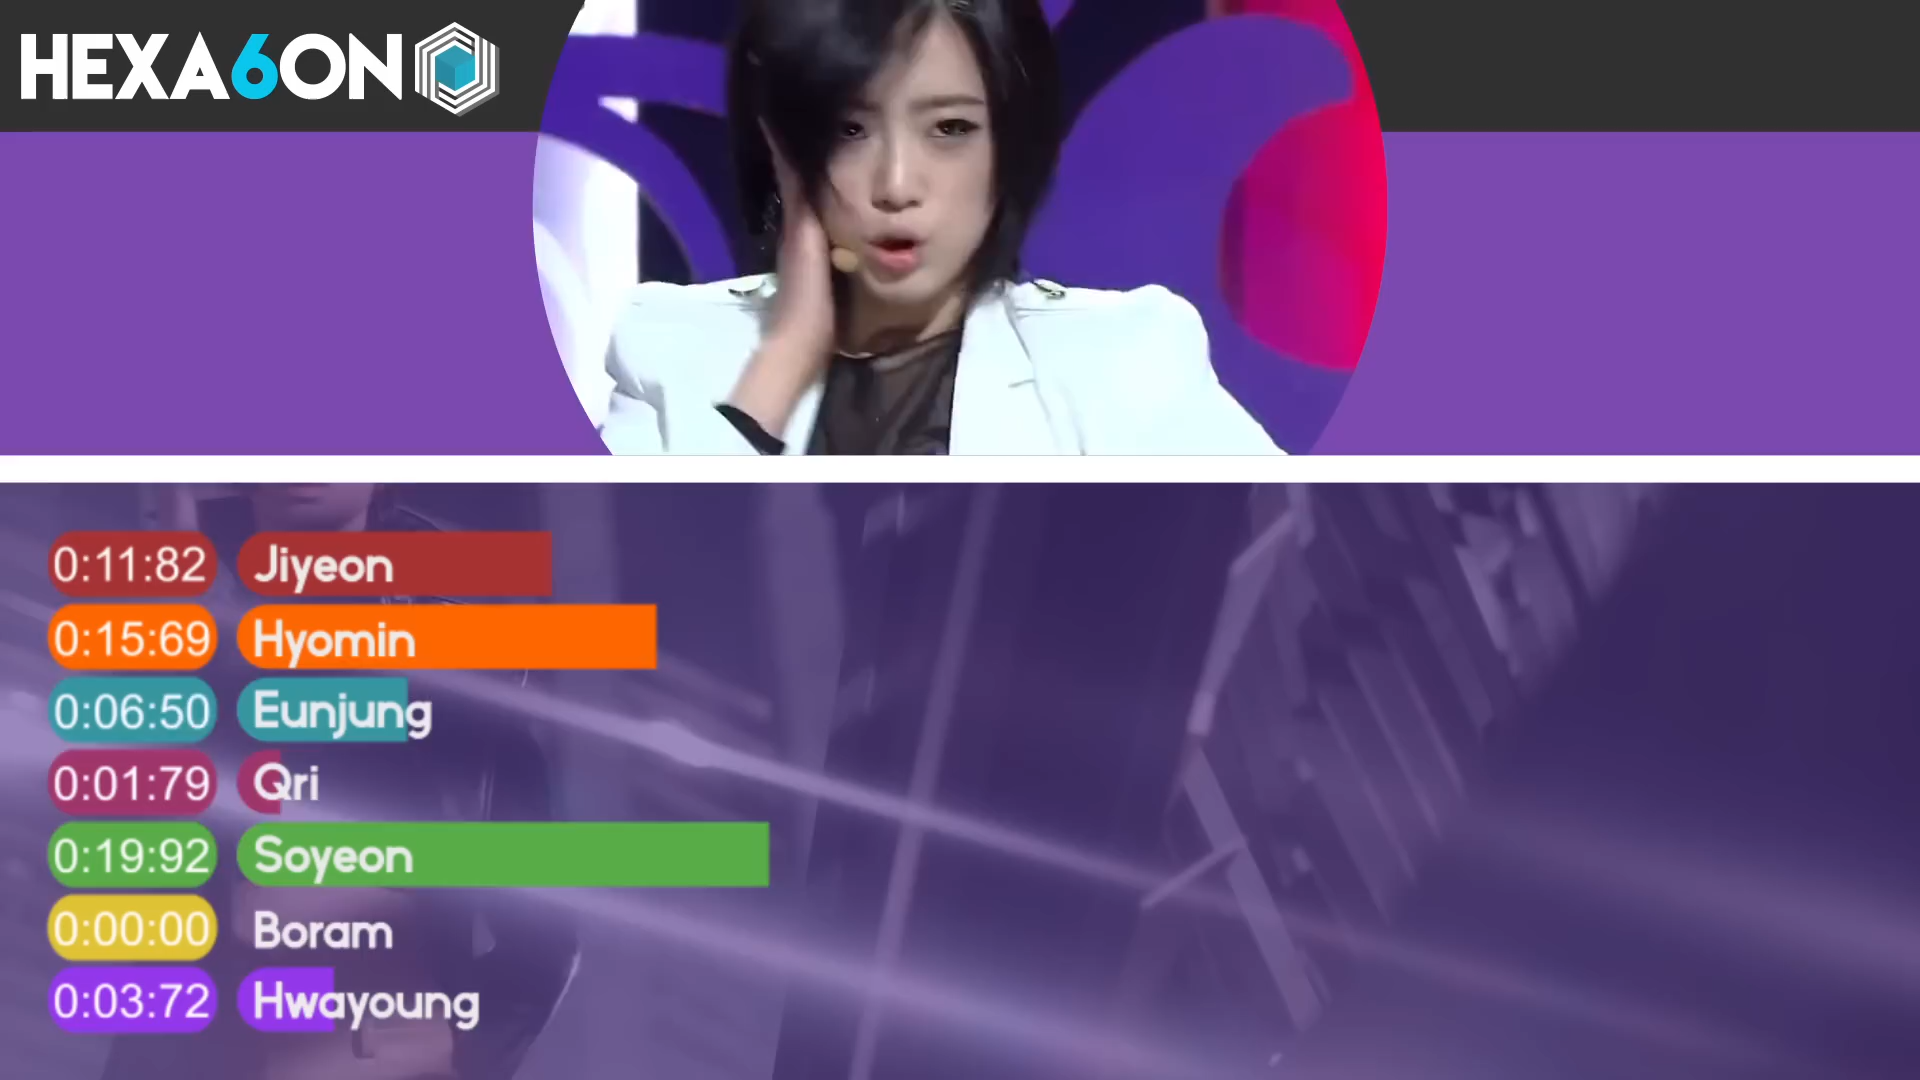 HEXA6ON
0:11:82 Jiyeon
0:15:69 Hyomin
0:06:50 Eunjung
0:01:79 Qri
0:19:92 Soyeon
0:00:00 Boram
0:03:72 Hwayoung